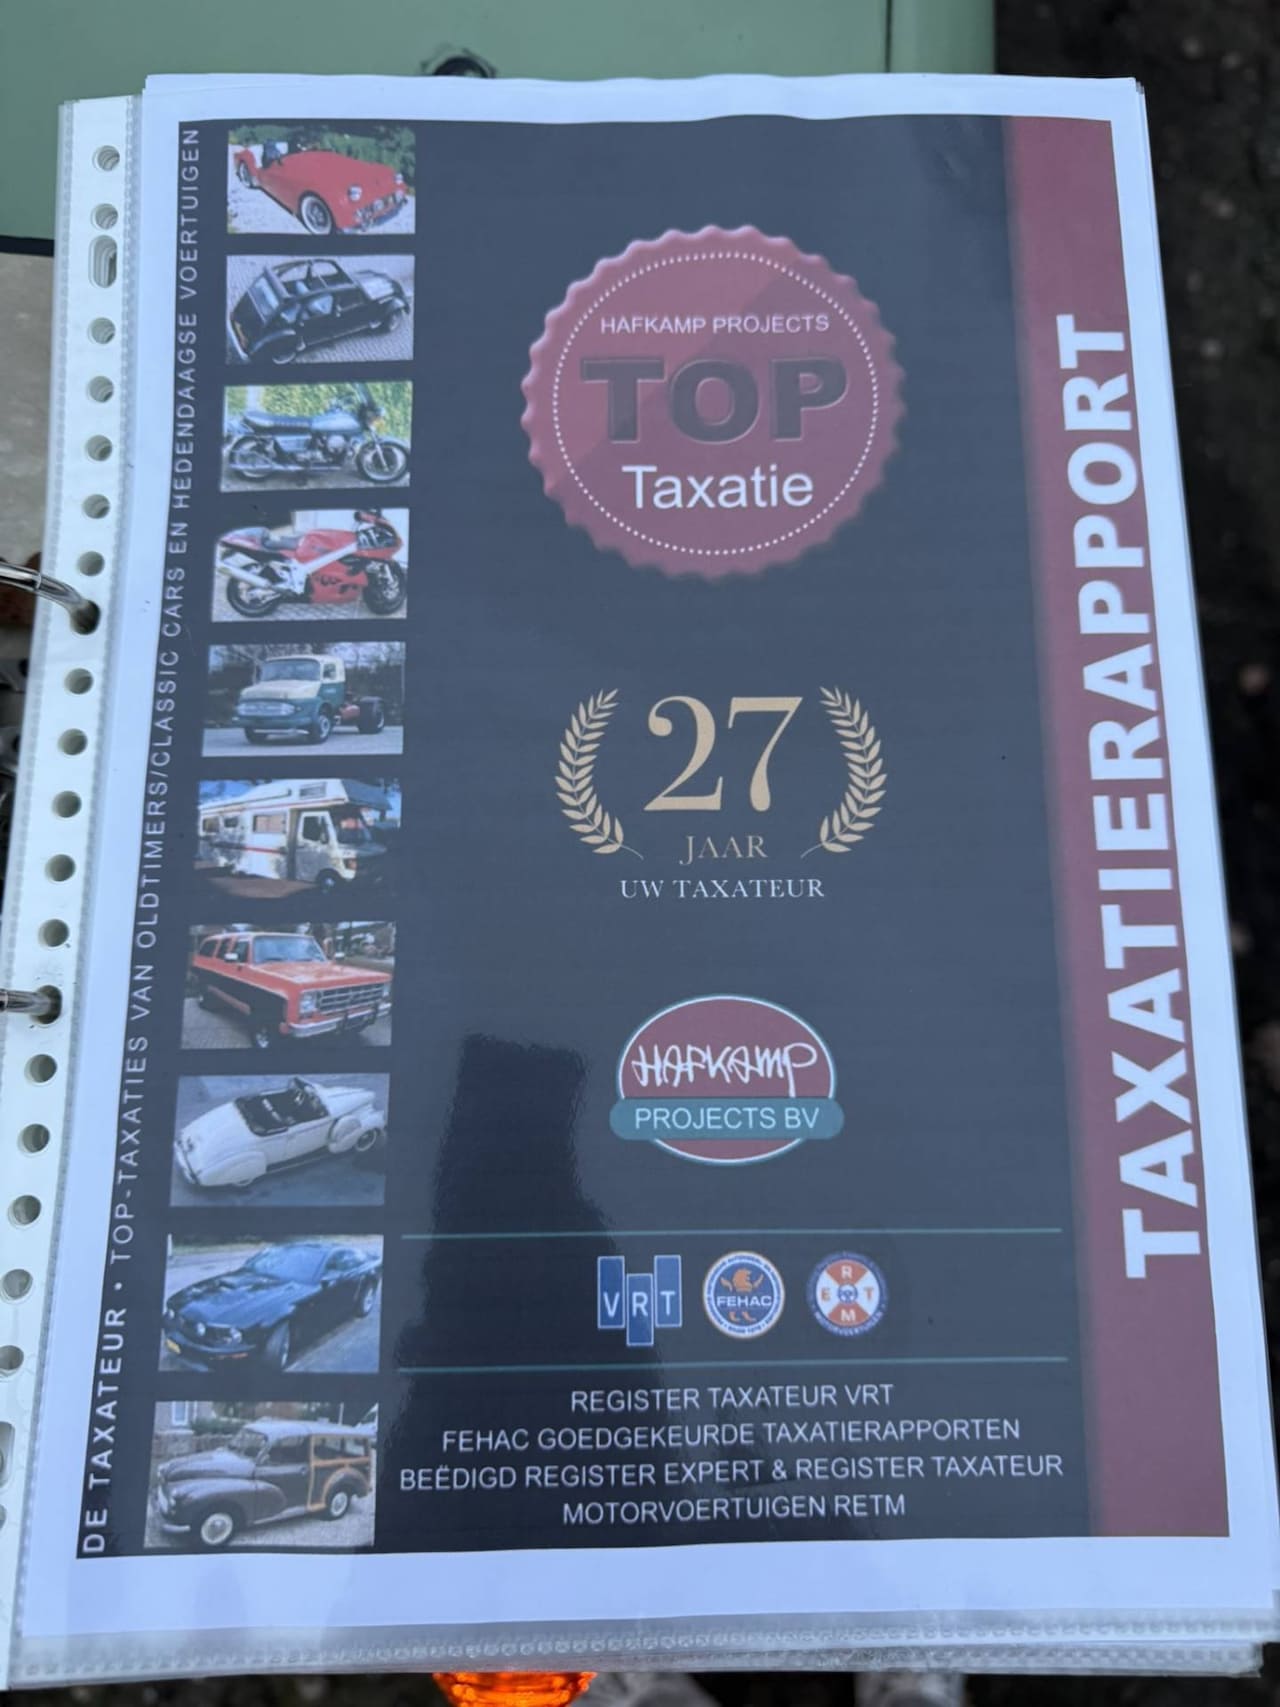 DE TAXATEUR • TOP-TAXATIES VAN OLDTIMERS/CLASSIC CARS EN HEDENDAAGSE VOERTUIGEN
HAFKAMP PROJECTS
TOP
Taxatie
27
JAAR
UW TAXATEUR
HAFKAMP
PROJECTS BV
VRT
FEHAC
R
E T
M
MOTORVOERTUIGEN
REGISTER TAXATEUR VRT
FEHAC GOEDGEKEURDE TAXATIERAPPORTEN
BEËDIGD REGISTER EXPERT & REGISTER TAXATEUR
MOTORVOERTUIGEN RETM
TAXATIERAPPORT